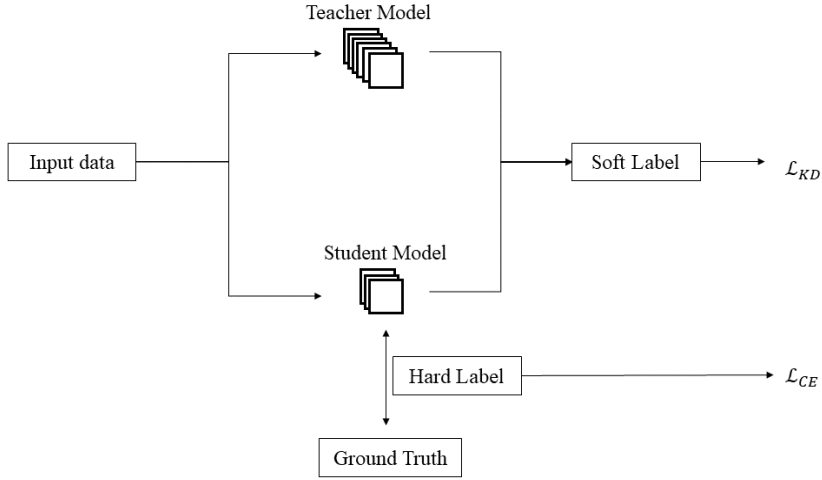 Teacher Model
Input data
Soft Label
ℒ_KD
Student Model
Hard Label
ℒ_CE
Ground Truth